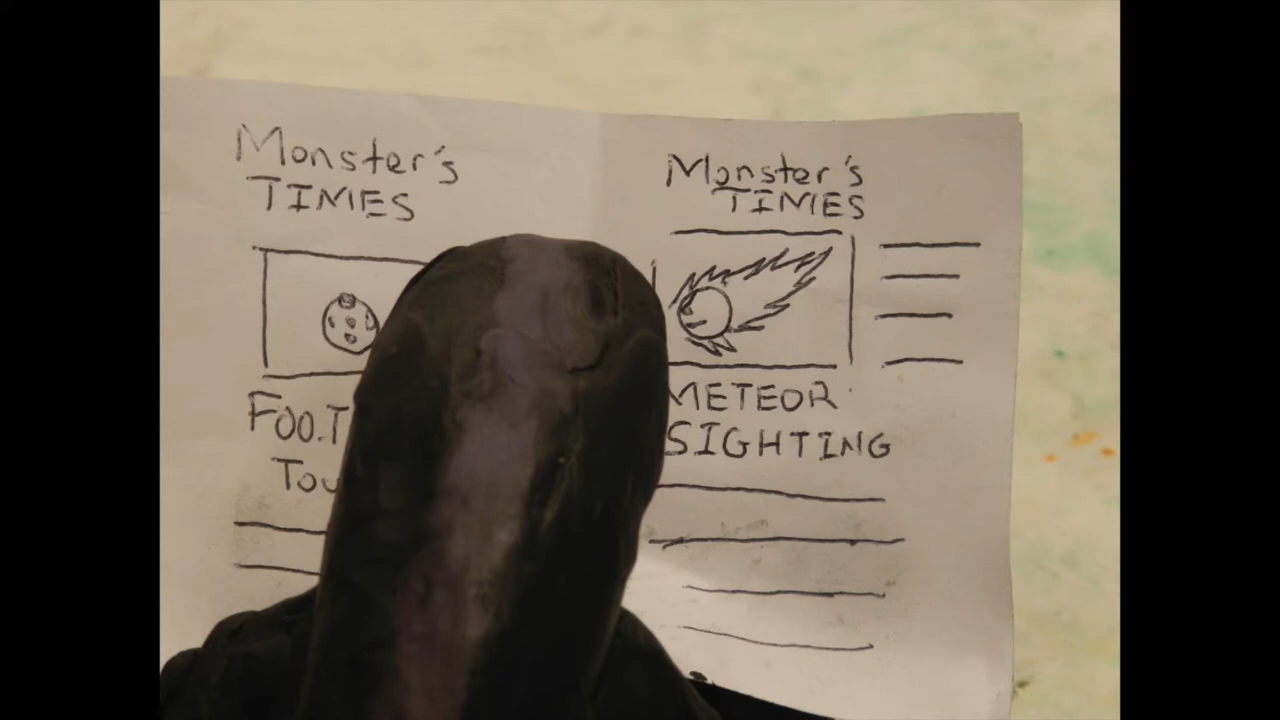 Monster's
TIMES
FOO.T
Monster's
TIMES
METEOR
SIGHTING